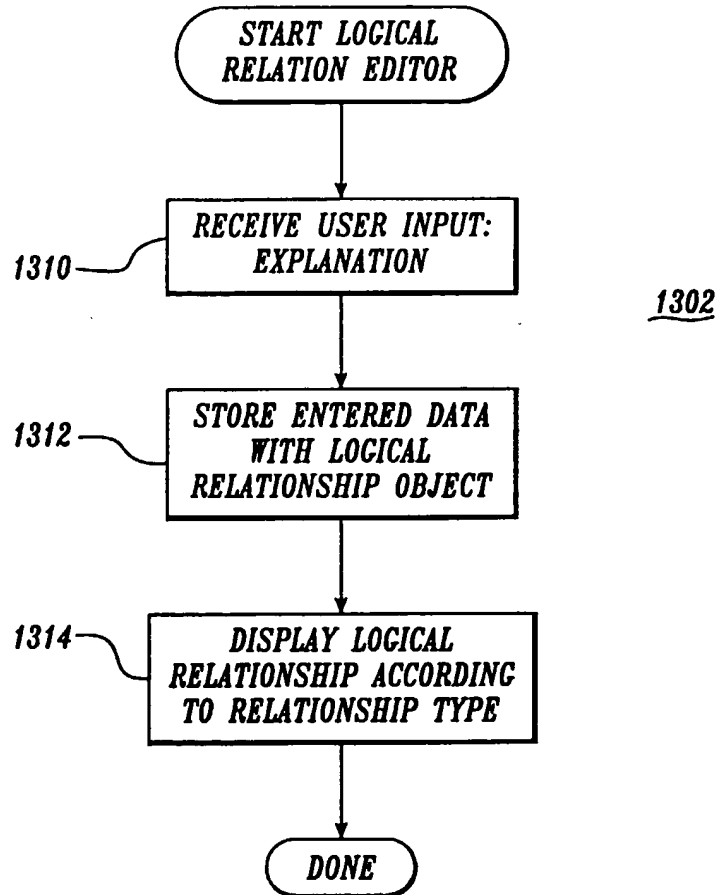 START LOGICAL
RELATION EDITOR
RECEIVE USER INPUT:
EXPLANATION
1310
1302
STORE ENTERED DATA
WITH LOGICAL
RELATIONSHIP OBJECT
1312
DISPLAY LOGICAL
RELATIONSHIP ACCORDING
TO RELATIONSHIP TYPE
1314
DONE